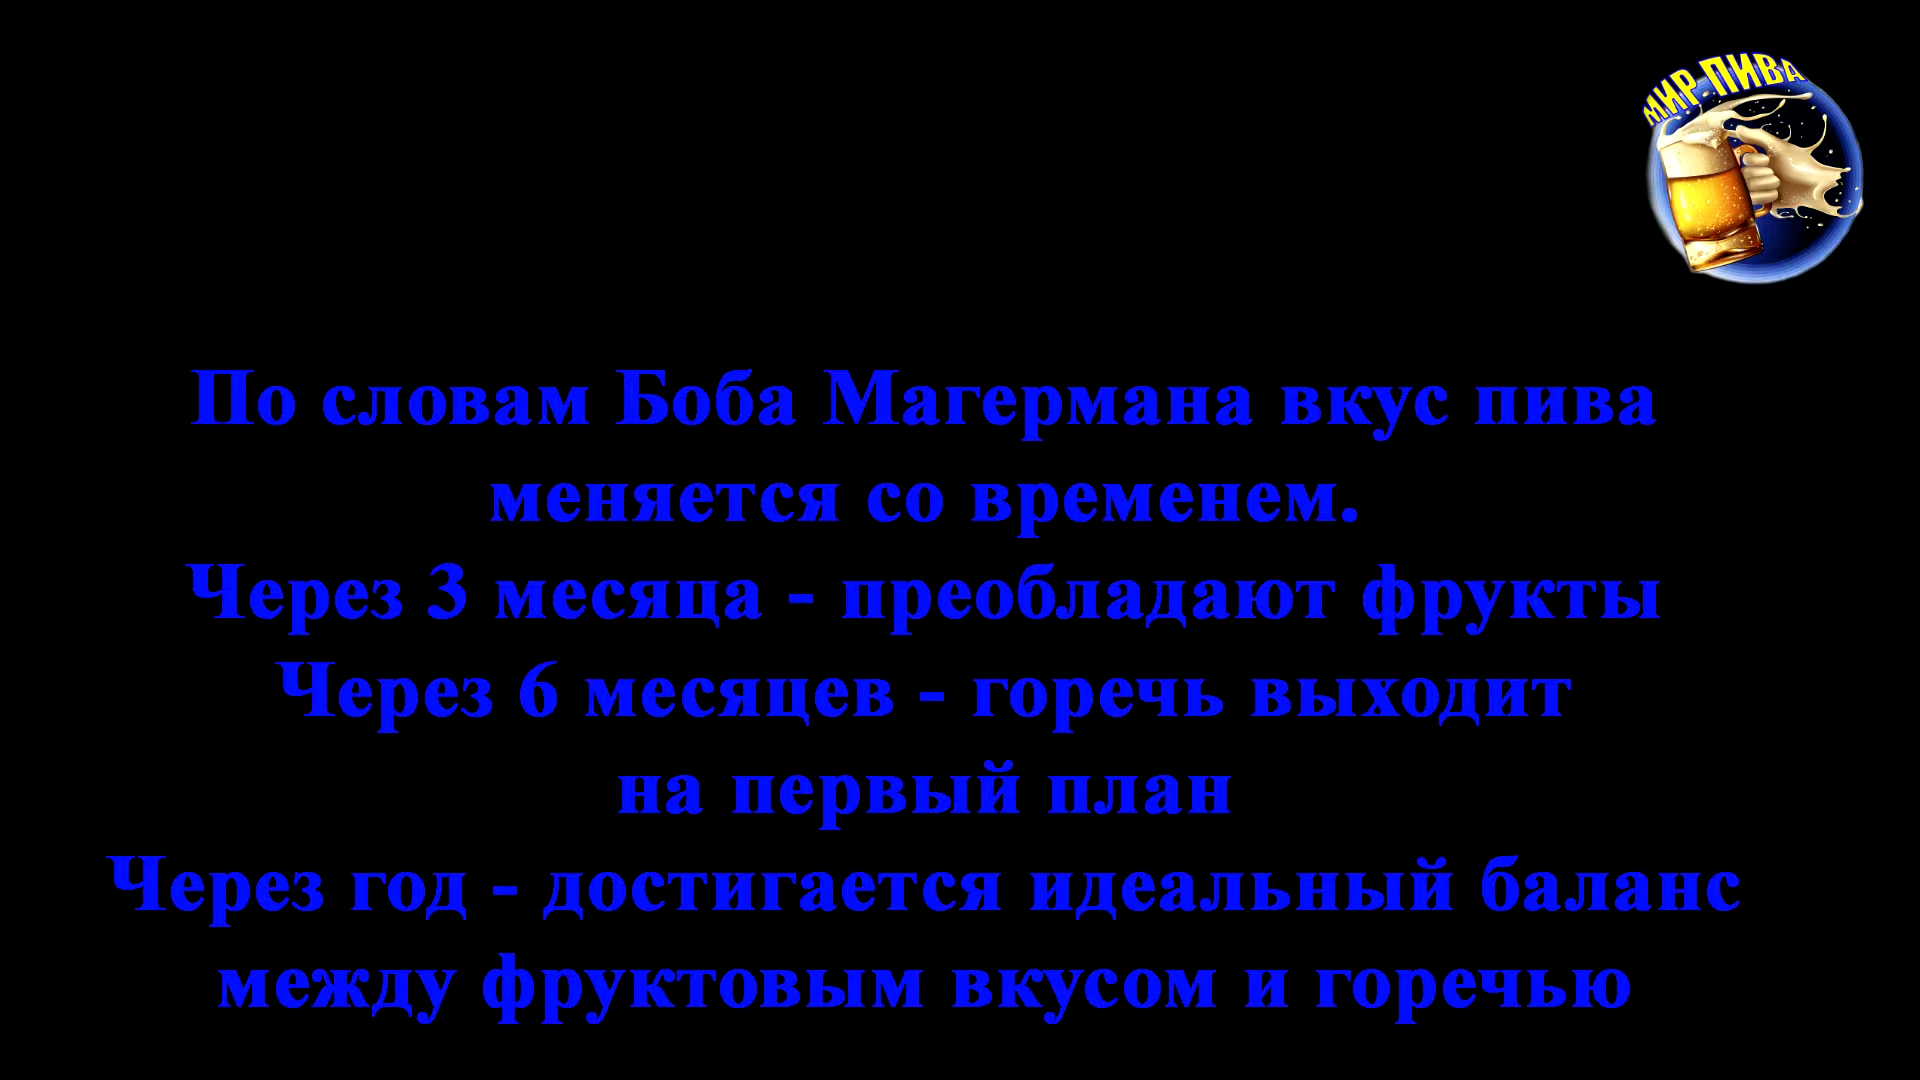 МИР ПИВА
По словам Боба Магермана вкус пива
меняется со временем.
Через 3 месяца - преобладают фрукты
Через 6 месяцев - горечь выходит
на первый план
Через год - достигается идеальный баланс
между фруктовым вкусом и горечью